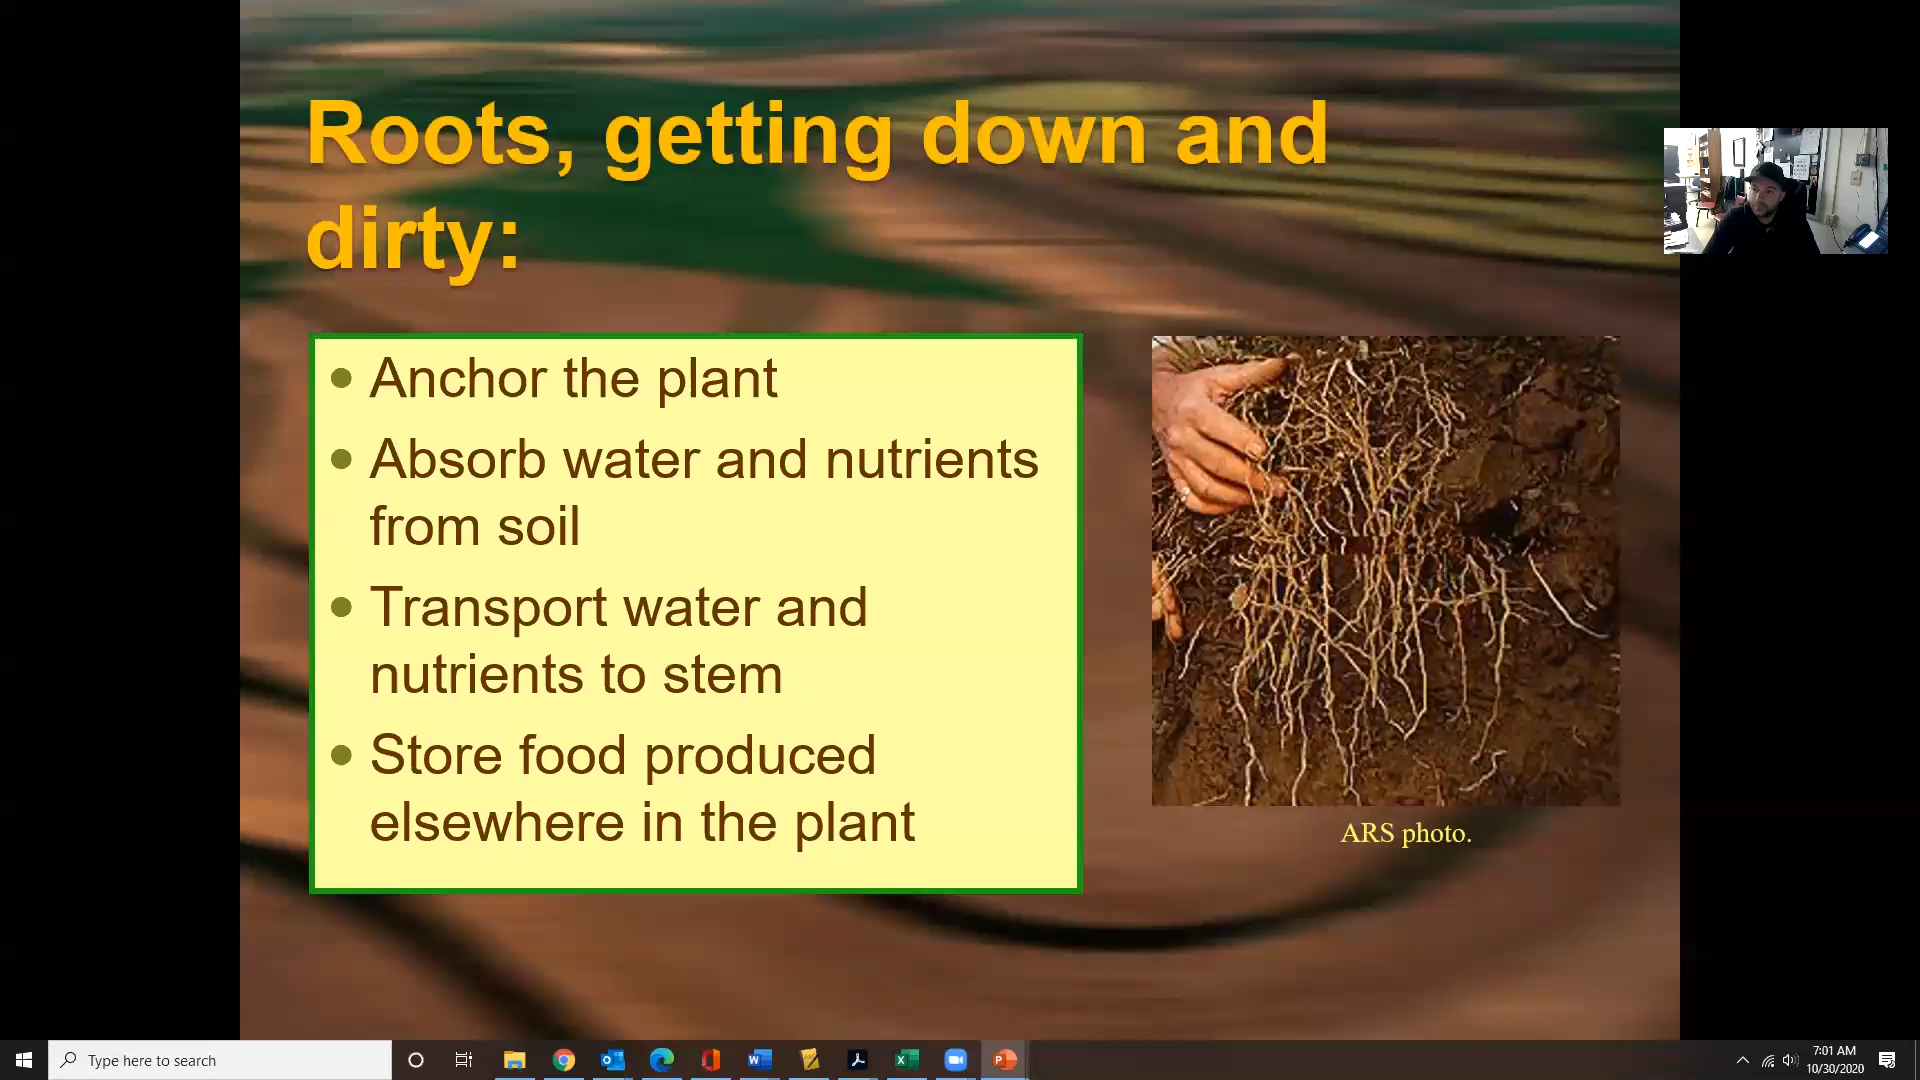 Roots, getting down and
dirty:
Anchor the plant
Absorb water and nutrients
from soil
Transport water and
nutrients to stem
Store food produced
elsewhere in the plant
ARS photo.
Type here to search
7:01 AM
10/30/2020